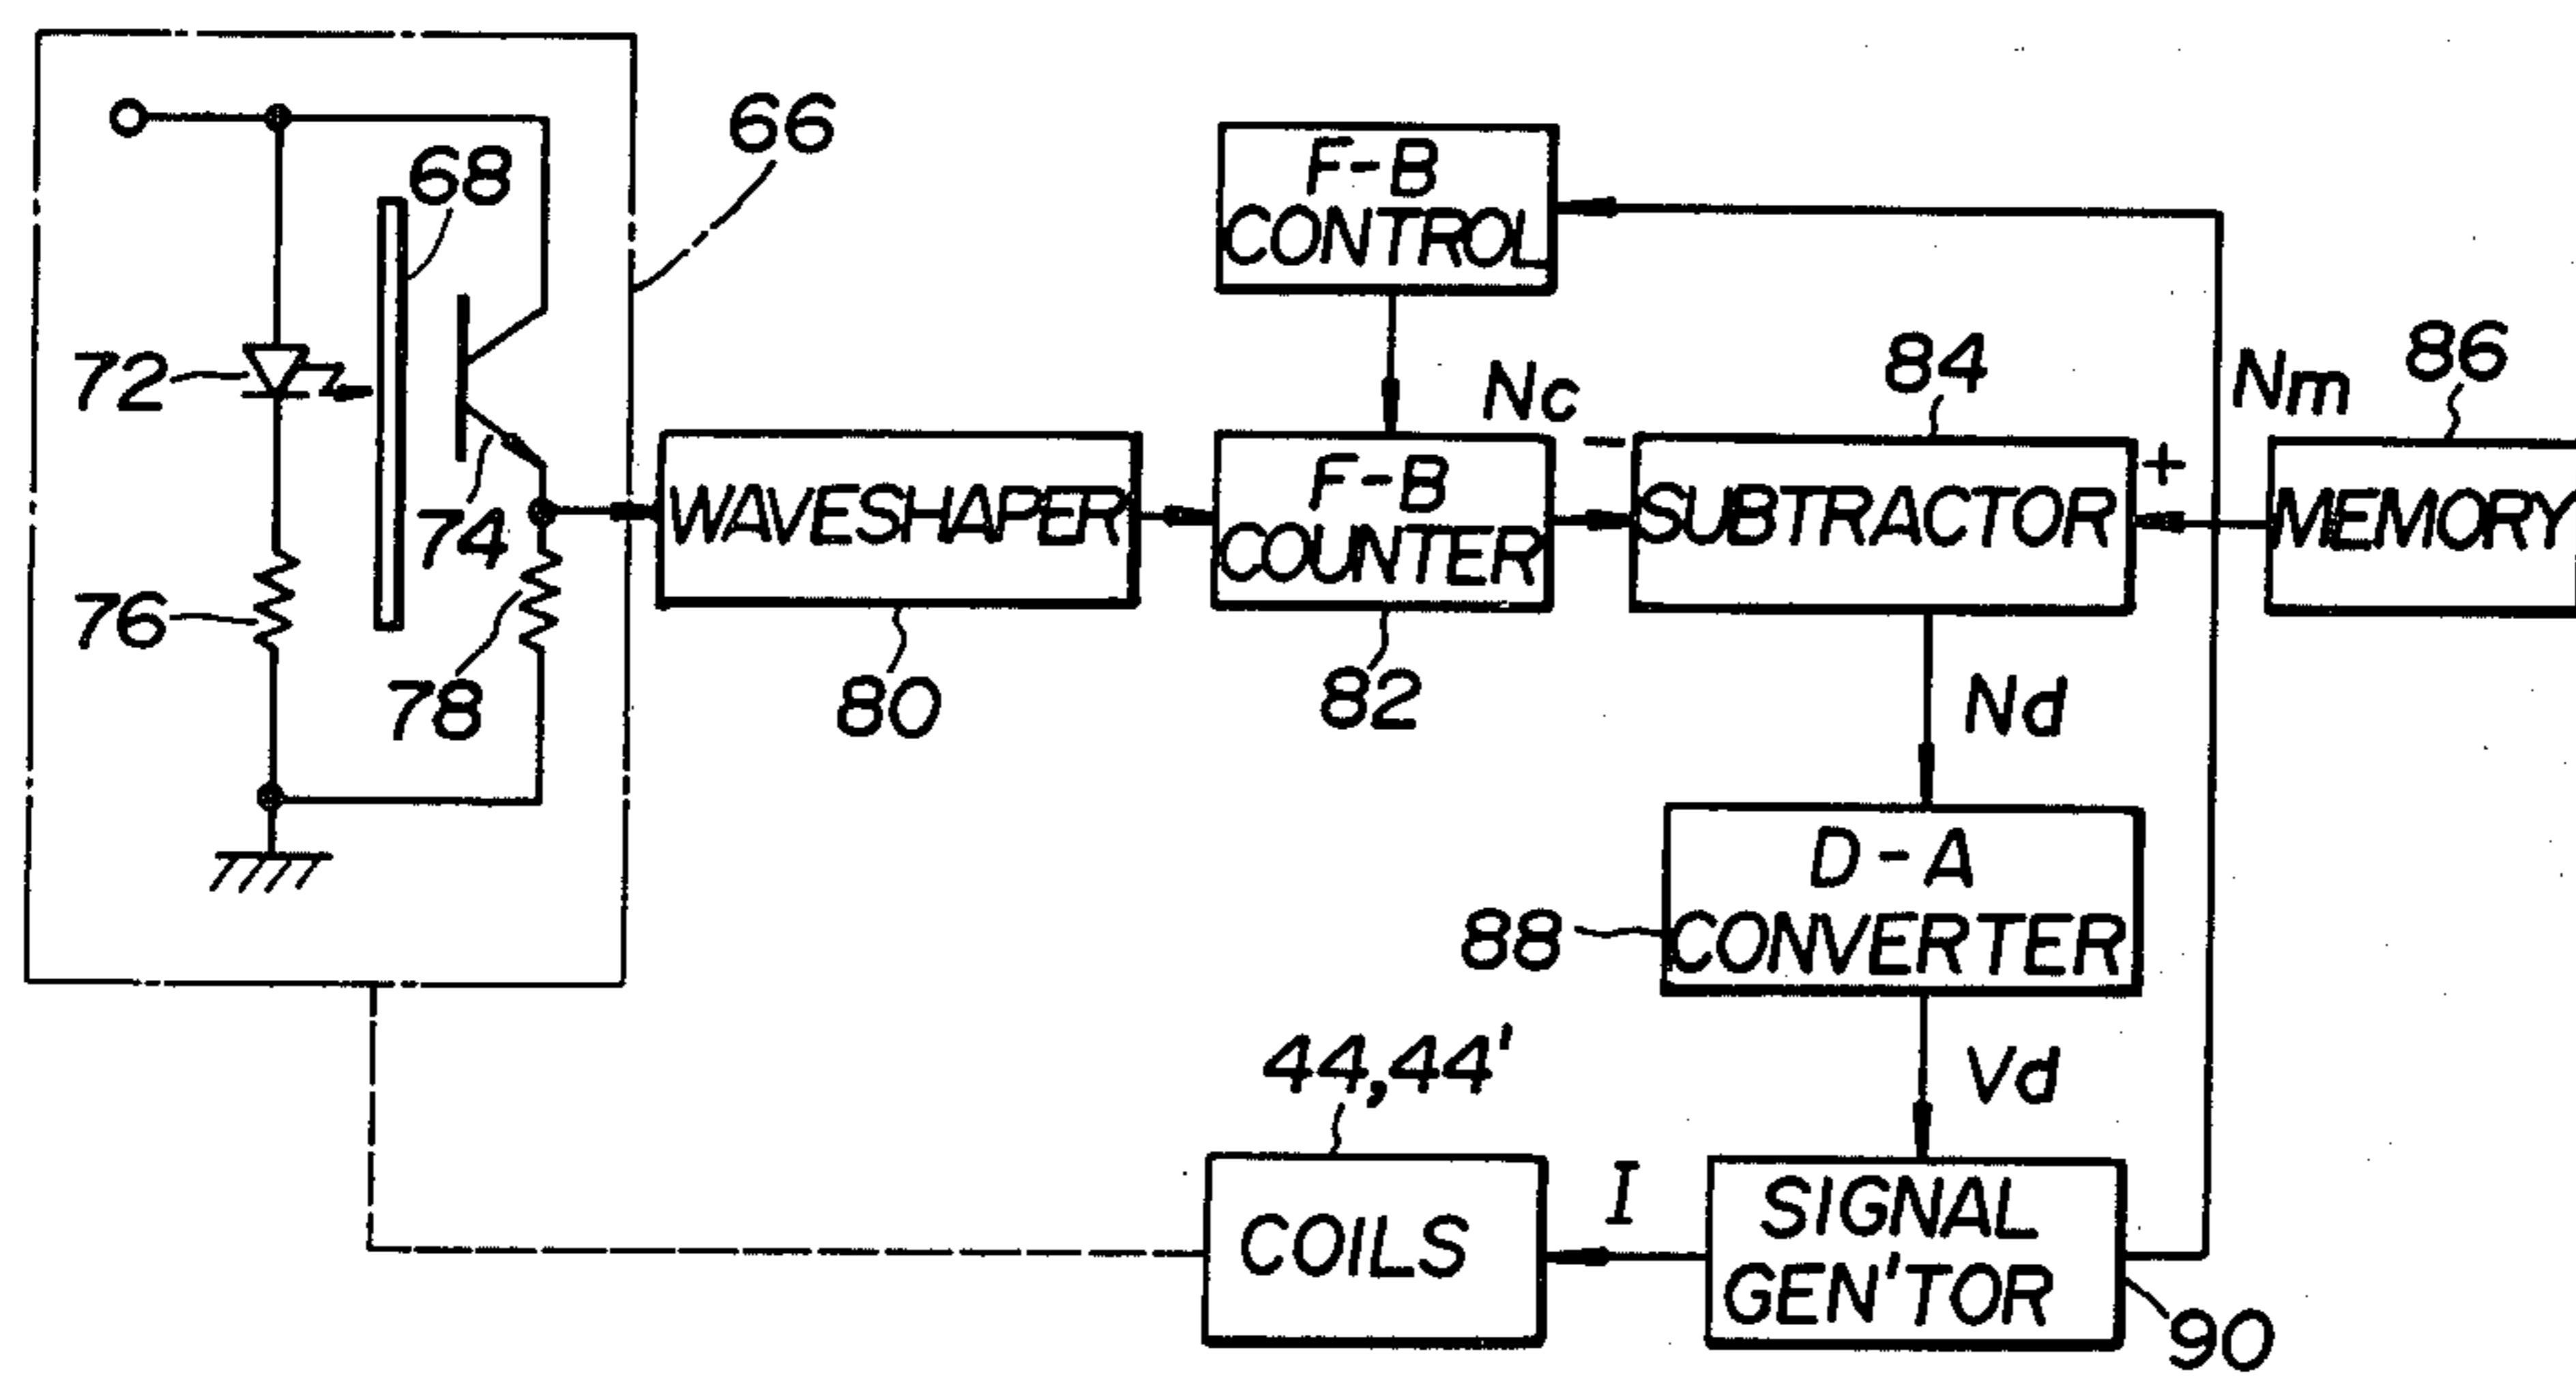 66
68
72
74
76
78
F-B
CONTROL
Nc
84
Nm
86
-
+
WAVESHAPER
F-B
COUNTER
SUBTRACTOR
MEMORY
80
82
Nd
D-A
CONVERTER
88
44,44'
Vd
COILS
I
SIGNAL
GEN'TOR
90